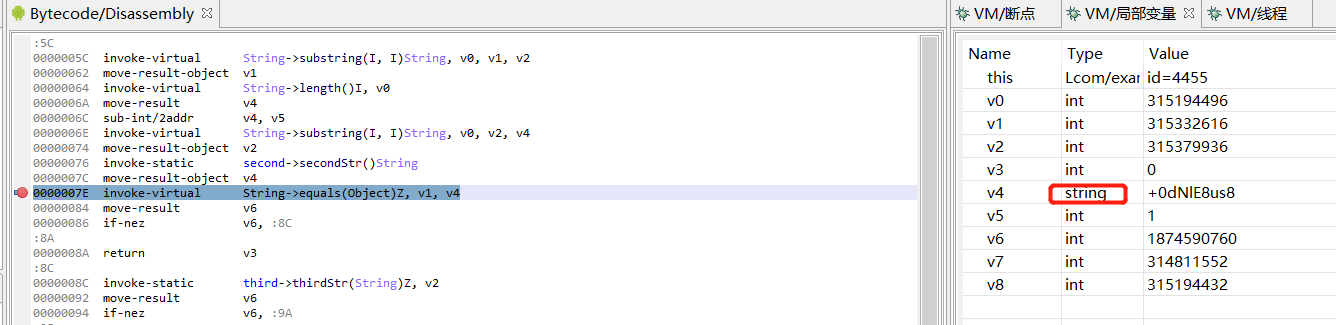 Bytecode/Disassembly
:5C
0000005C invoke-virtual String->substring(I, I)String, v0, v1, v2
00000062 move-result-object v1
00000064 invoke-virtual String->length()I, v0
0000006A move-result v4
0000006C sub-int/2addr v4, v5
0000006E invoke-virtual String->substring(I, I)String, v0, v2, v4
00000074 move-result-object v2
00000076 invoke-static second->secondStr()String
0000007C move-result-object v4
0000007E invoke-virtual String->equals(Object)Z, v1, v4
00000084 move-result v6
00000086 if-nez v6, :8C
:8A
0000008A return v3
:8C
0000008C invoke-static third->thirdStr(String)Z, v2
00000092 move-result v6
00000094 if-nez v6, :9A
VM/断点 VM/局部变量 VM/线程
Name Type Value
this Lcom/exar id=4455
v0 int 315194496
v1 int 315332616
v2 int 315379936
v3 int 0
v4 string +0dNlE8us8
v5 int 1
v6 int 1874590760
v7 int 314811552
v8 int 315194432